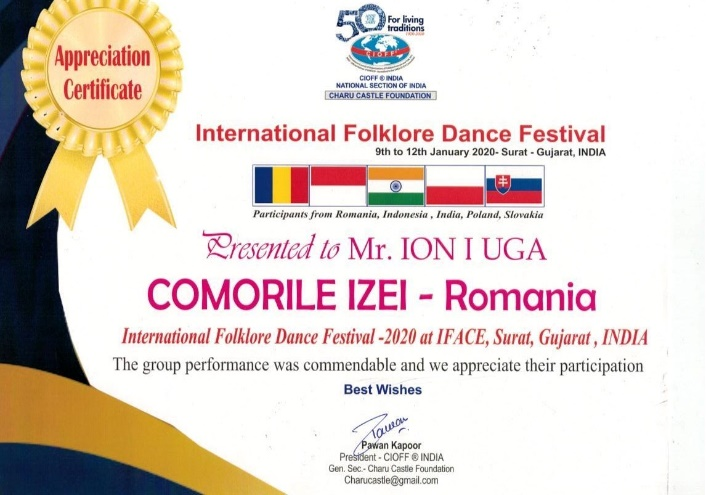 Appreciation
Certificate
50
For living
traditions
CIOFF
CIOFF ® INDIA
NATIONAL SECTION OF INDIA
CHARU CASTLE FOUNDATION
International Folklore Dance Festival
9th to 12th January 2020- Surat - Gujarat, INDIA
Participants from Romania, Indonesia , India, Poland, Slovakia
Presented to Mr. ION I UGA
COMORILE IZEI - Romania
International Folklore Dance Festival -2020 at IFACE, Surat, Gujarat , INDIA
The group performance was commendable and we appreciate their participation
Best Wishes
Pawan Kapoor
President - CIOFF ® INDIA
Gen. Sec.- Charu Castle Foundation
Charucastle@gmail.com